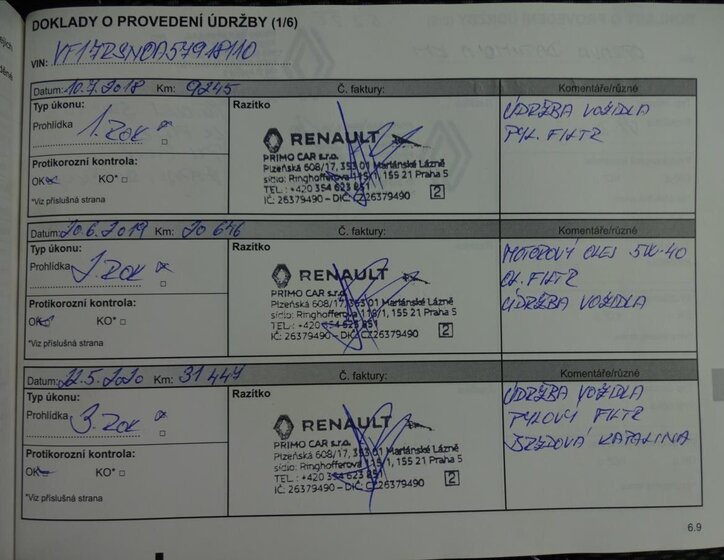 DOKLADY O PROVEDENÍ ÚDRŽBY (1/6)
VIN:
Datum: 10.7.2018 Km: 9245 Č. faktury: Komentáře/různé
Typ úkonu:
Prohlídka 1. ROK
Protikorozní kontrola:
OK KO*
*Viz příslušná strana
Razítko
RENAULT
PRIMO CAR s.r.o.
Plzeňská 608/17, 353 01 Mariánské Lázně
sídlo: Ringhofferova 115/1, 155 21 Praha 5
TEL.: +420 354 623 851
IČ: 26379490 – DIČ: CZ26379490
2
ÚDRŽBA VOZIDLA
PYL. FILTR
Datum: 20.6.2019 Km: 20 646 Č. faktury: Komentáře/různé
Typ úkonu:
Prohlídka 2. ROK
Protikorozní kontrola:
OK KO*
*Viz příslušná strana
Razítko
RENAULT
PRIMO CAR s.r.o.
Plzeňská 608/17, 353 01 Mariánské Lázně
sídlo: Ringhofferova 115/1, 155 21 Praha 5
TEL.: +420 354 623 851
IČ: 26379490 – DIČ: CZ26379490
2
MOTOROVÝ OLEJ 5W-40
OL. FILTR
ÚDRŽBA VOZIDLA
Datum: 22.5.2020 Km: 31447 Č. faktury: Komentáře/různé
Typ úkonu:
Prohlídka 3. ROK
Protikorozní kontrola:
OK KO*
*Viz příslušná strana
Razítko
RENAULT
PRIMO CAR s.r.o.
Plzeňská 608/17, 353 01 Mariánské Lázně
sídlo: Ringhofferova 115/1, 155 21 Praha 5
TEL.: +420 354 623 851
IČ: 26379490 – DIČ: CZ26379490
2
ÚDRŽBA VOZIDLA
PYLOVÝ FILTR
BRZDOVÁ KAPALINA
6.9